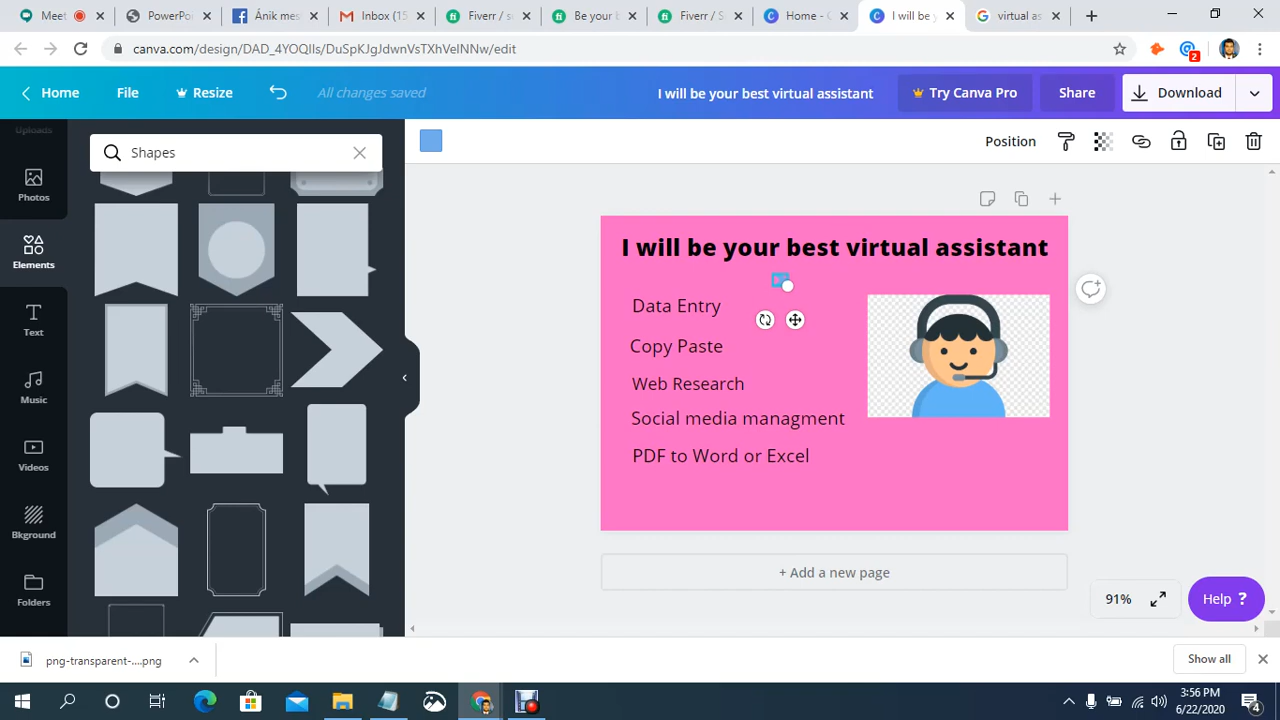 Meet
PowerPoi
Ánik mes
Inbox (15
Fiverr / s
Be your b
Fiverr / S
Home - C
I will be y
virtual as
canva.com/design/DAD_4YOQIIs/DuSpKJgJdwnVsTXhVelNNw/edit
2
Home
File
Resize
All changes saved
I will be your best virtual assistant
Try Canva Pro
Share
Download
Uploads
Photos
Elements
Text
Music
Videos
Bkground
Folders
Shapes
Position
I will be your best virtual assistant
Data Entry
Copy Paste
Web Research
Social media managment
PDF to Word or Excel
+ Add a new page
91%
Help ?
png-transparent-....png
Show all
3:56 PM
6/22/2020
4